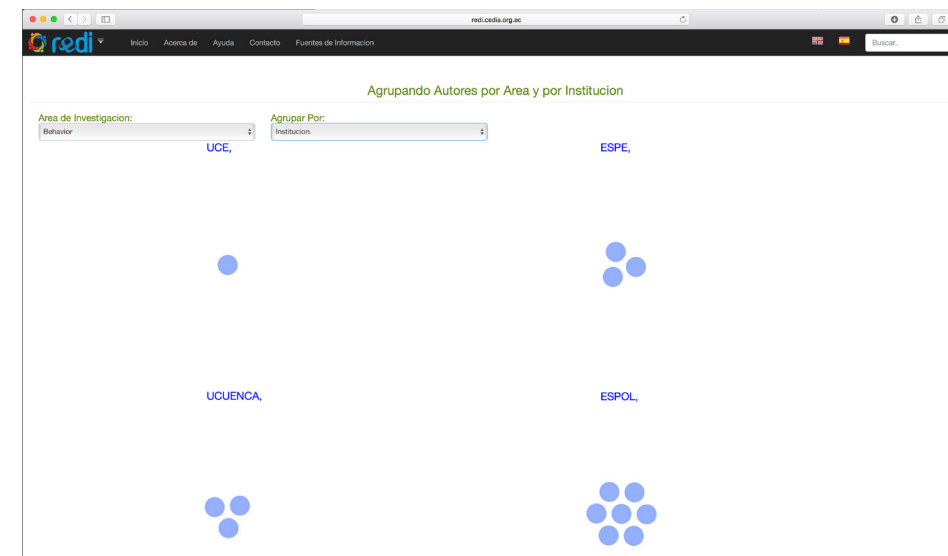 redi.cedia.org.ec
redi
Inicio Acerca de Ayuda Contacto Fuentes de Informacion
Buscar..
Agrupando Autores por Area y por Institucion
Area de Investigacion: Agrupar Por:
Behavior Institucion
UCE, ESPE,
UCUENCA, ESPOL,